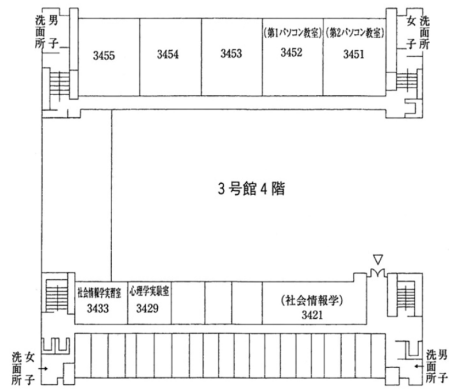 男子
洗面所
女子
洗面所
3455
3454
3453
(第1パソコン教室)
3452
(第2パソコン教室)
3451
3号館4階
社会情報学実習室
3433
心理学実験室
3429
(社会情報学)
3421
女子
洗面所
男子
洗面所